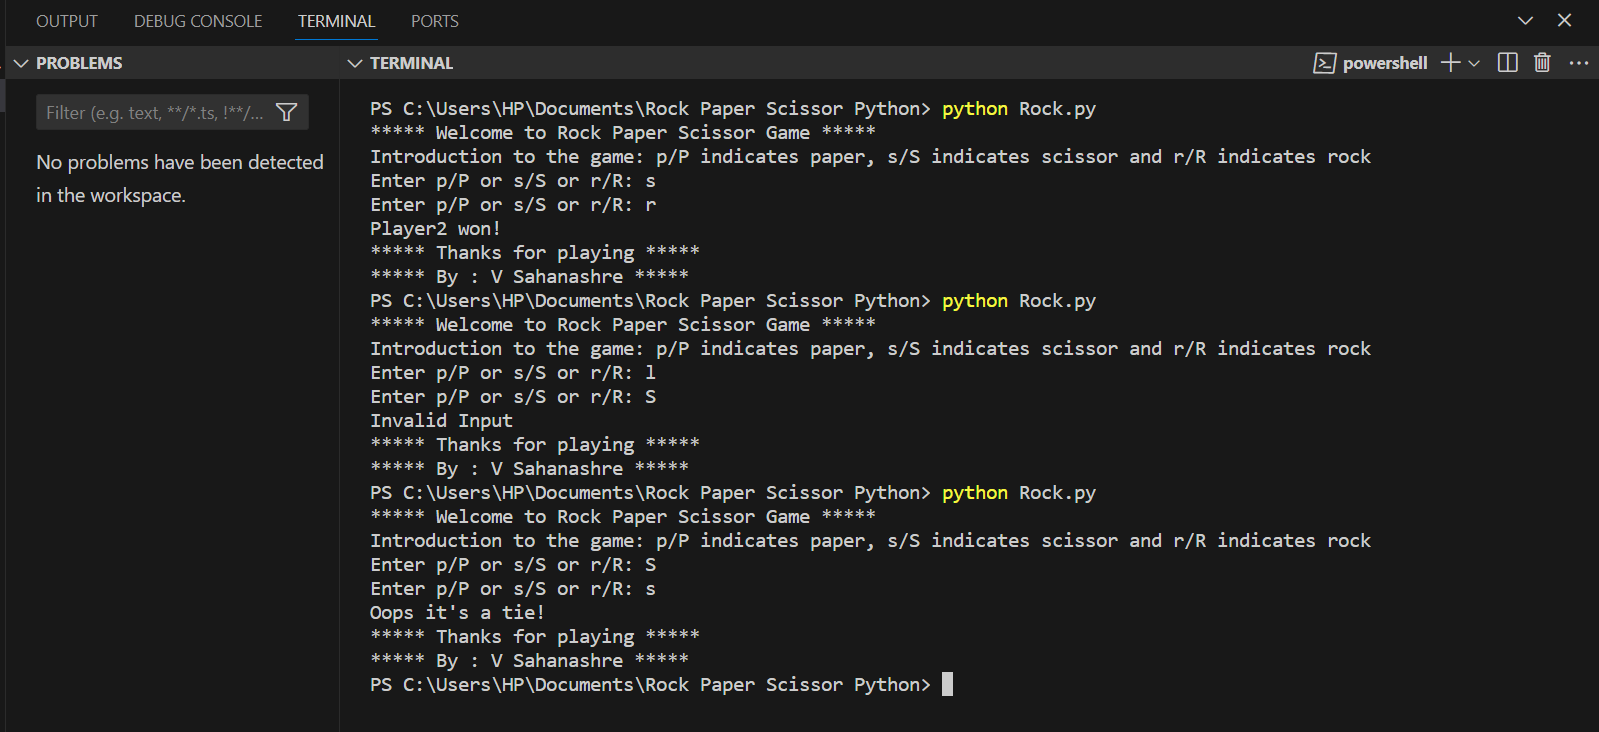 OUTPUT DEBUG CONSOLE TERMINAL PORTS
PROBLEMS
Filter (e.g. text, **/*.ts, !**/...
No problems have been detected
in the workspace.
TERMINAL
powershell
PS C:\Users\HP\Documents\Rock Paper Scissor Python> python Rock.py
***** Welcome to Rock Paper Scissor Game *****
Introduction to the game: p/P indicates paper, s/S indicates scissor and r/R indicates rock
Enter p/P or s/S or r/R: s
Enter p/P or s/S or r/R: r
Player2 won!
***** Thanks for playing *****
***** By : V Sahanashre *****
PS C:\Users\HP\Documents\Rock Paper Scissor Python> python Rock.py
***** Welcome to Rock Paper Scissor Game *****
Introduction to the game: p/P indicates paper, s/S indicates scissor and r/R indicates rock
Enter p/P or s/S or r/R: l
Enter p/P or s/S or r/R: S
Invalid Input
***** Thanks for playing *****
***** By : V Sahanashre *****
PS C:\Users\HP\Documents\Rock Paper Scissor Python> python Rock.py
***** Welcome to Rock Paper Scissor Game *****
Introduction to the game: p/P indicates paper, s/S indicates scissor and r/R indicates rock
Enter p/P or s/S or r/R: S
Enter p/P or s/S or r/R: s
Oops it's a tie!
***** Thanks for playing *****
***** By : V Sahanashre *****
PS C:\Users\HP\Documents\Rock Paper Scissor Python>